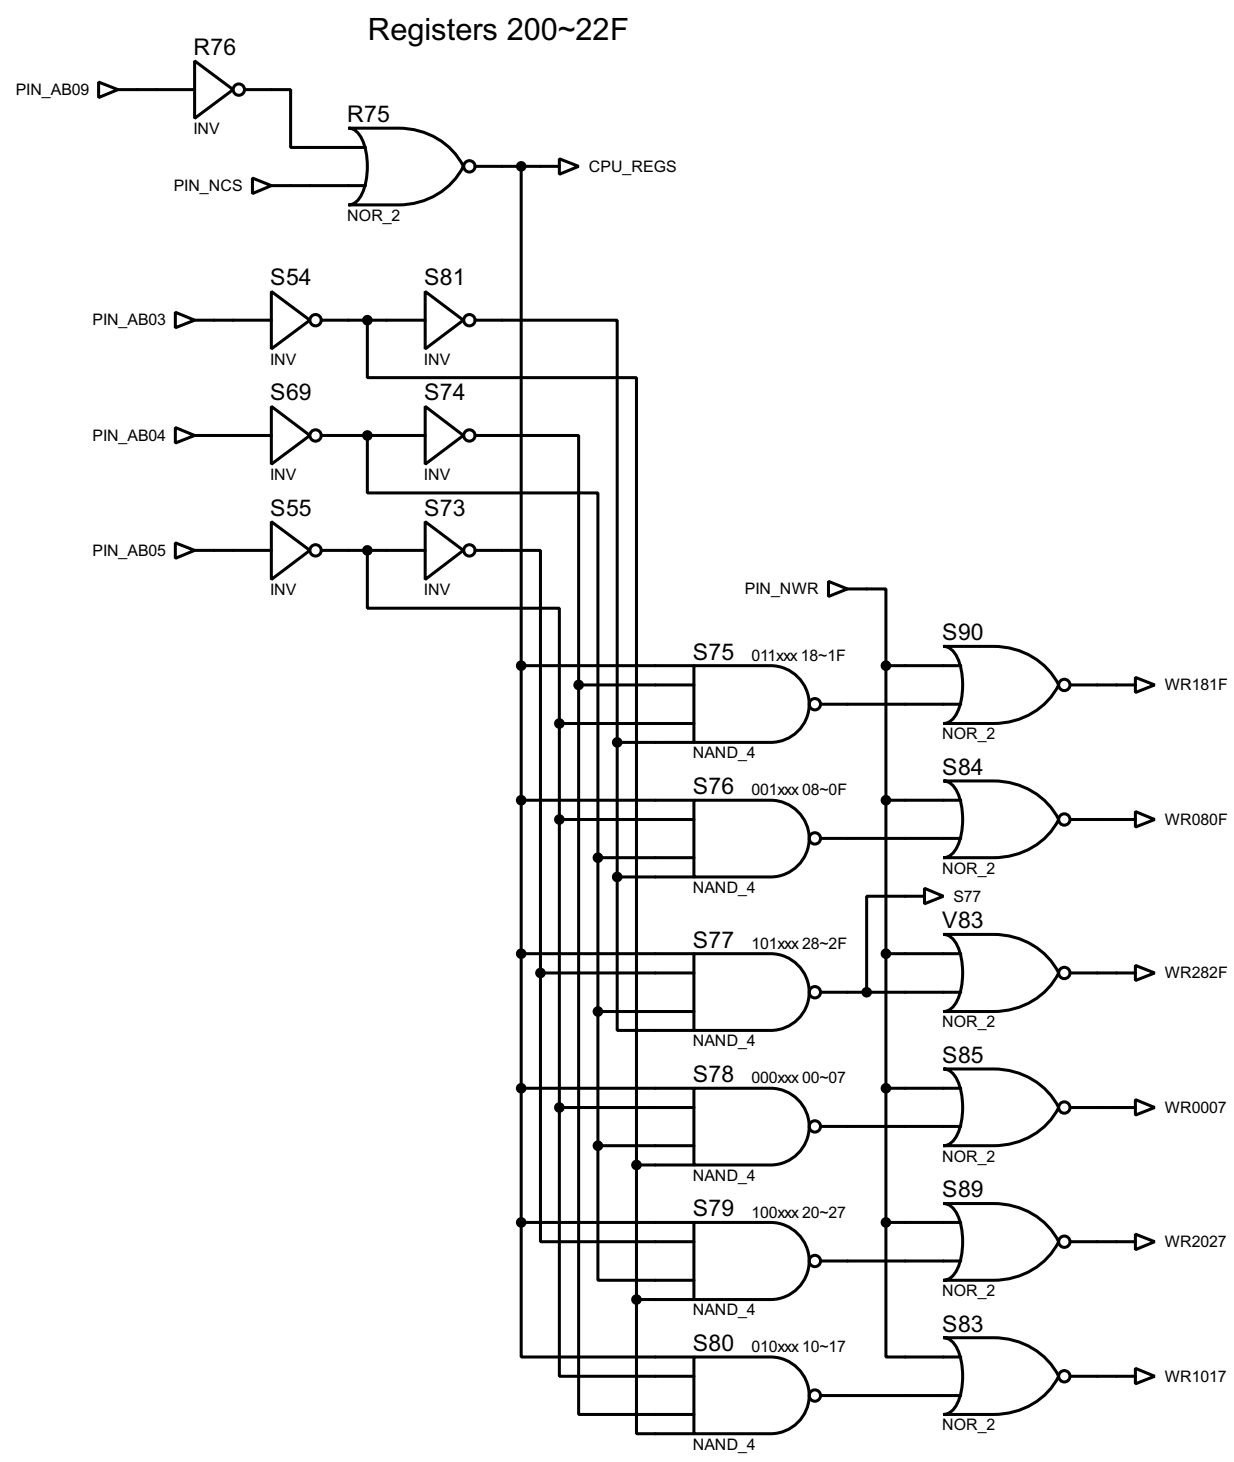 Registers 200~22F
R76
PIN_AB09
INV
R75
PIN_NCS
CPU_REGS
NOR_2
S54
S81
PIN_AB03
INV
INV
S69
S74
PIN_AB04
INV
INV
S55
S73
PIN_AB05
INV
INV
PIN_NWR
S75 011xxx 18~1F
S90
WR181F
NAND_4
NOR_2
S76 001xxx 08~0F
S84
WR080F
NAND_4
NOR_2
S77
S77 101xxx 28~2F
V83
WR282F
NAND_4
NOR_2
S78 000xxx 00~07
S85
WR0007
NAND_4
NOR_2
S79 100xxx 20~27
S89
WR2027
NAND_4
NOR_2
S80 010xxx 10~17
S83
WR1017
NAND_4
NOR_2